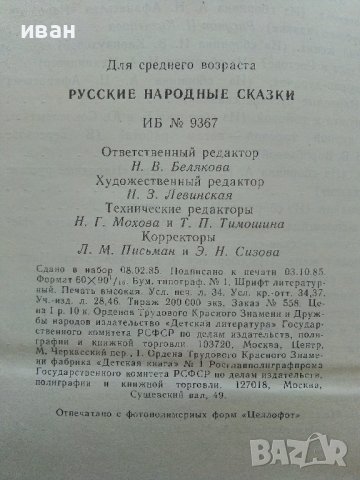 иван
Для среднего возраста
РУССКИЕ НАРОДНЫЕ СКАЗКИ
ИБ № 9367
Ответственный редактор
Н. В. Белякова
Художественный редактор
Н. З. Левинская
Технические редакторы
Н. Г. Мохова и Т. П. Тимошина
Корректоры
Л. М. Письман и Э. Н. Сизова
Сдано в набор 08.02.85. Подписано к печати 03.10.85.
Формат 60×90¹/₁₆. Бум. типограф. № 1. Шрифт литератур-
ный. Печать высокая. Усл. печ. л. 34. Усл. кр.-отт. 34,37.
Уч.-изд. л. 28,46. Тираж 200 000 экз. Заказ № 558. Це-
на 1 р. 10 к. Орденов Трудового Красного Знамени и Друж-
бы народов издательство «Детская литература» Государ-
ственного комитета РСФСР по делам издательств, поли-
графии и книжной торговли. 103720, Москва, Центр,
М. Черкасский пер., 1. Ордена Трудового Красного Знаме-
ни фабрика «Детская книга» № 1 Росглавполиграфпрома
Государственного комитета РСФСР по делам издательств,
полиграфии и книжной торговли. 127018, Москва,
Сущевский вал, 49.
Отпечатано с фотополимерных форм «Целлофот»
BAZAR